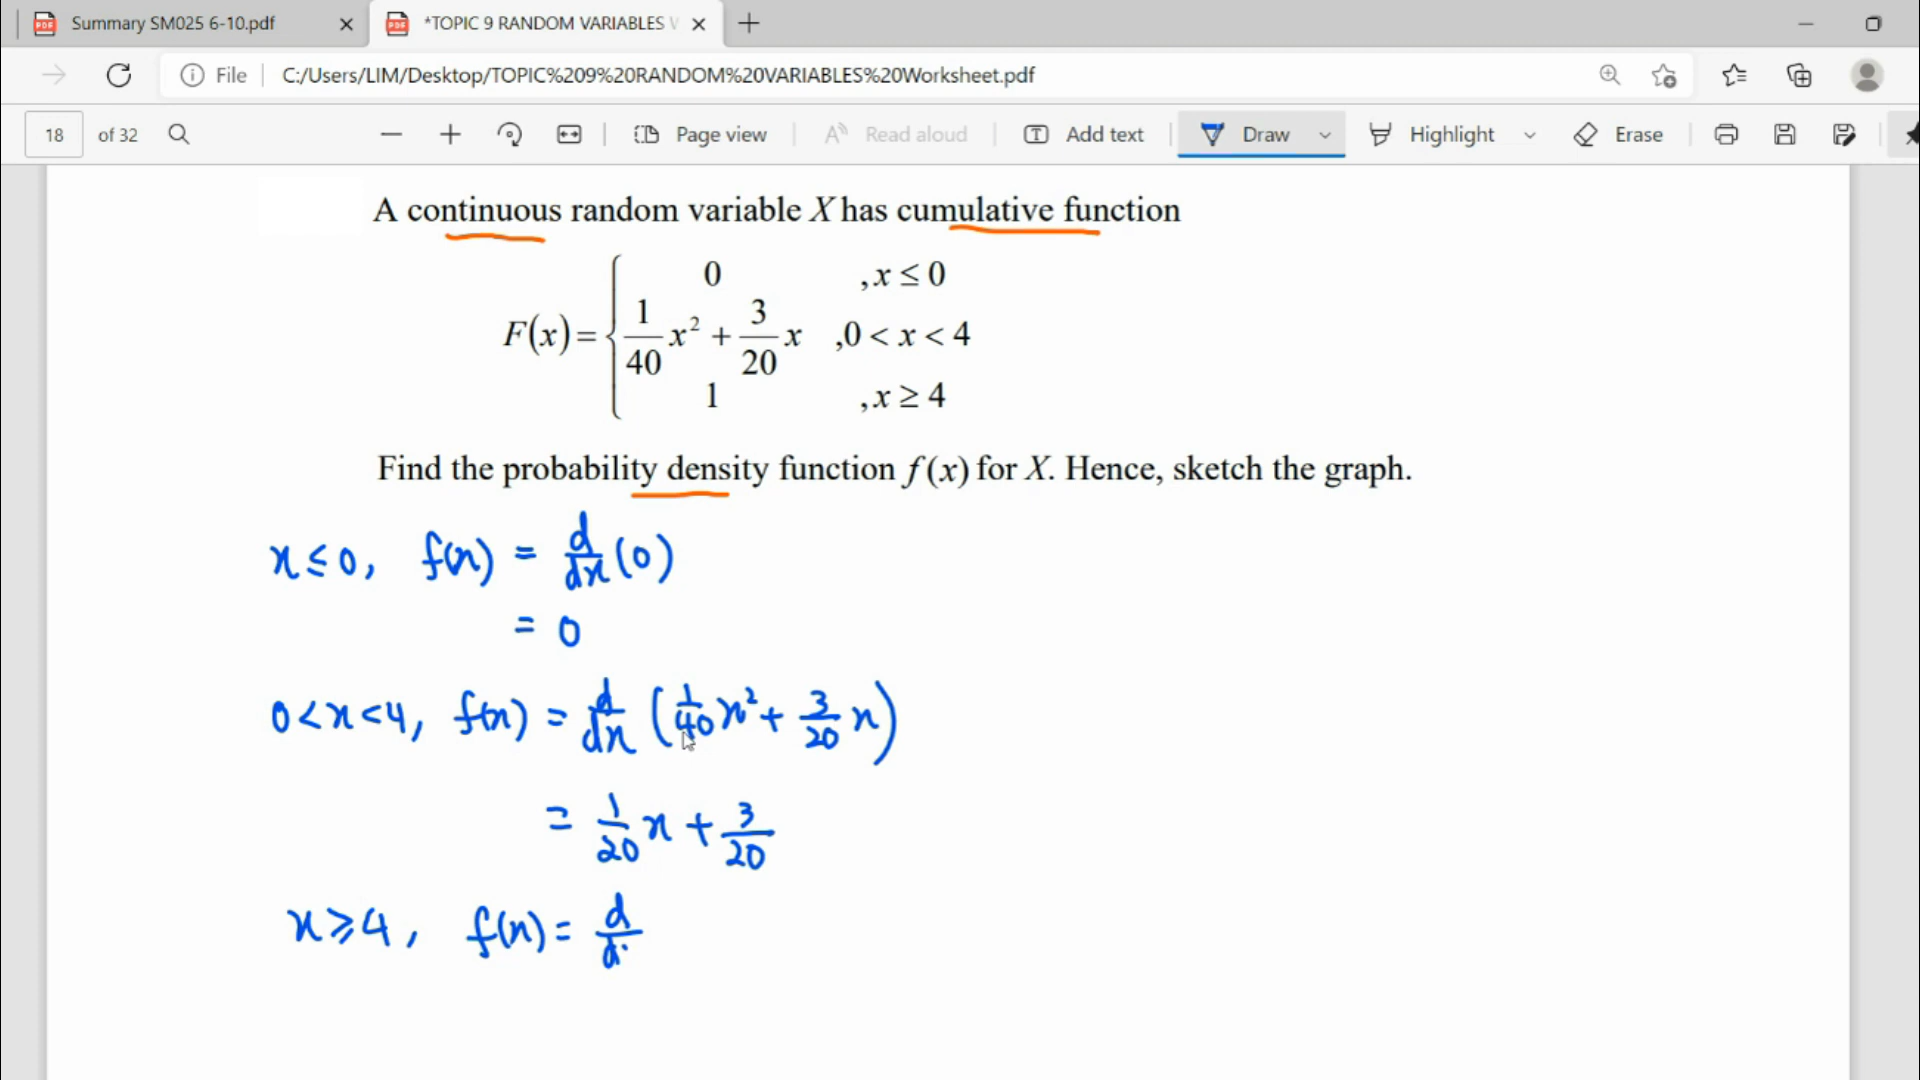 Summary SM025 6-10.pdf
*TOPIC 9 RANDOM VARIABLES
File C:/Users/LIM/Desktop/TOPIC%209%20RANDOM%20VARIABLES%20Worksheet.pdf
18 of 32 Page view Read aloud Add text Draw Highlight Erase
A continuous random variable X has cumulative function
F(x) = { 0 , x ≤ 0
1/40 x² + 3/20 x , 0 < x < 4
1 , x ≥ 4
Find the probability density function f(x) for X. Hence, sketch the graph.
x ≤ 0, f(x) = d/dx (0)
= 0
0 < x < 4, f(x) = d/dx (1/40 x² + 3/20 x)
= 1/20 x + 3/20
x ≥ 4, f(x) = d/d